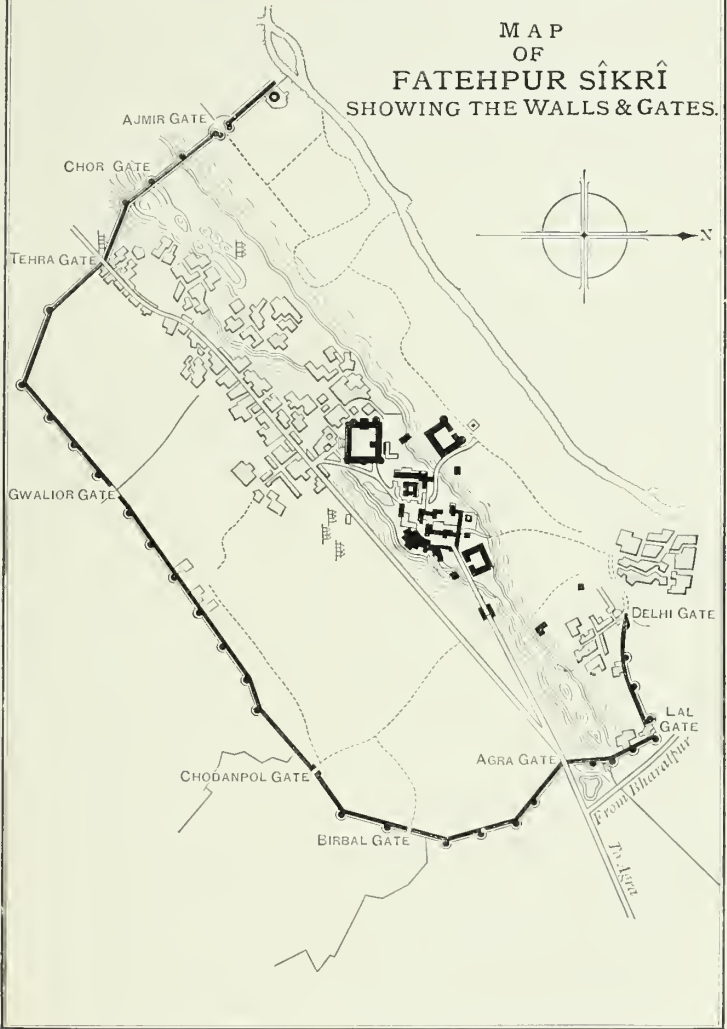 MAP
OF
FATEHPUR SÎKRÎ
SHOWING THE WALLS & GATES.
AJMIR GATE
CHOR GATE
N
TEHRA GATE
GWALIOR GATE
DELHI GATE
LAL
GATE
AGRA GATE
From Bharatpur
CHODANPOL GATE
BIRBAL GATE
To Agra